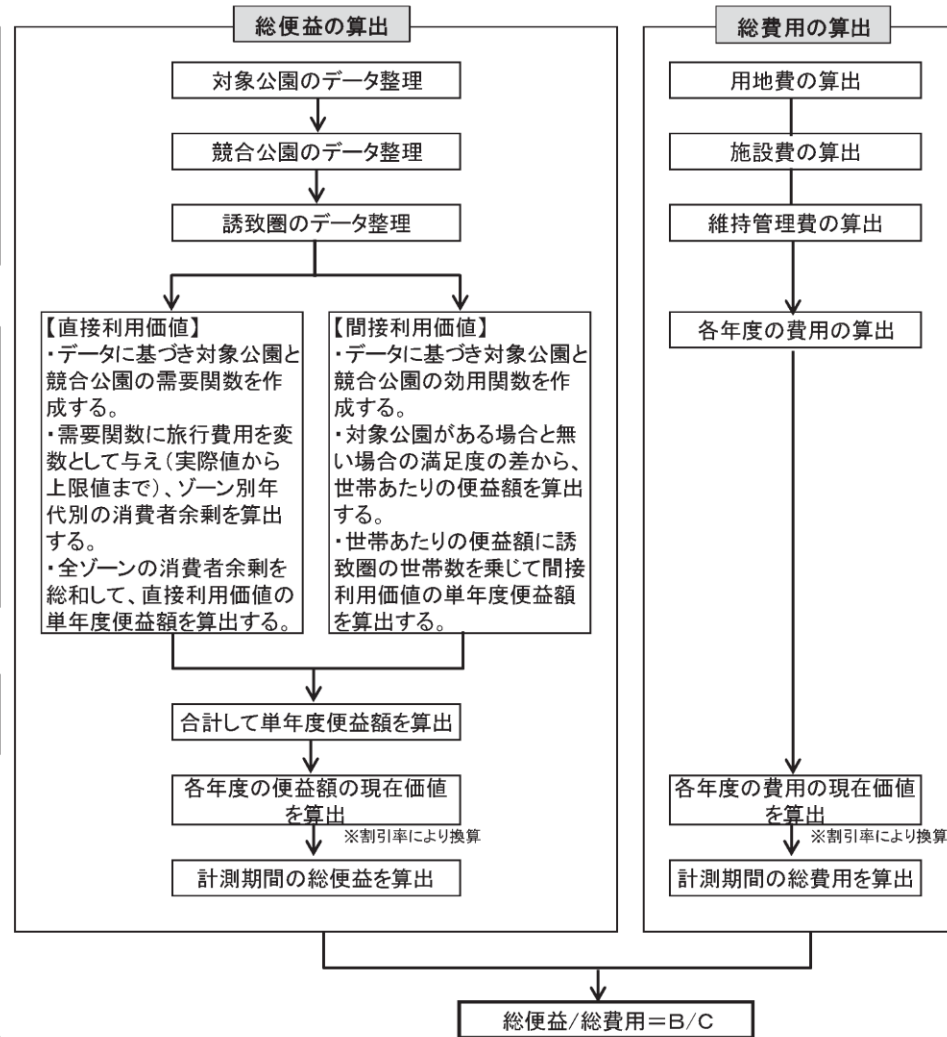 総便益の算出
対象公園のデータ整理
競合公園のデータ整理
誘致圏のデータ整理
【直接利用価値】
・データに基づき対象公園と
競合公園の需要関数を作
成する。
・需要関数に旅行費用を変
数として与え(実際値から
上限値まで)、ゾーン別年
代別の消費者余剰を算出
する。
・全ゾーンの消費者余剰を
総和して、直接利用価値の
単年度便益額を算出する。
【間接利用価値】
・データに基づき対象公園と
競合公園の効用関数を作
成する。
・対象公園がある場合と無
い場合の満足度の差から、
世帯あたりの便益額を算出
する。
・世帯あたりの便益額に誘
致圏の世帯数を乗じて間接
利用価値の単年度便益額
を算出する。
合計して単年度便益額を算出
各年度の便益額の現在価値
を算出
※割引率により換算
計測期間の総便益を算出
総費用の算出
用地費の算出
施設費の算出
維持管理費の算出
各年度の費用の算出
各年度の費用の現在価値
を算出
※割引率により換算
計測期間の総費用を算出
総便益/総費用＝B/C